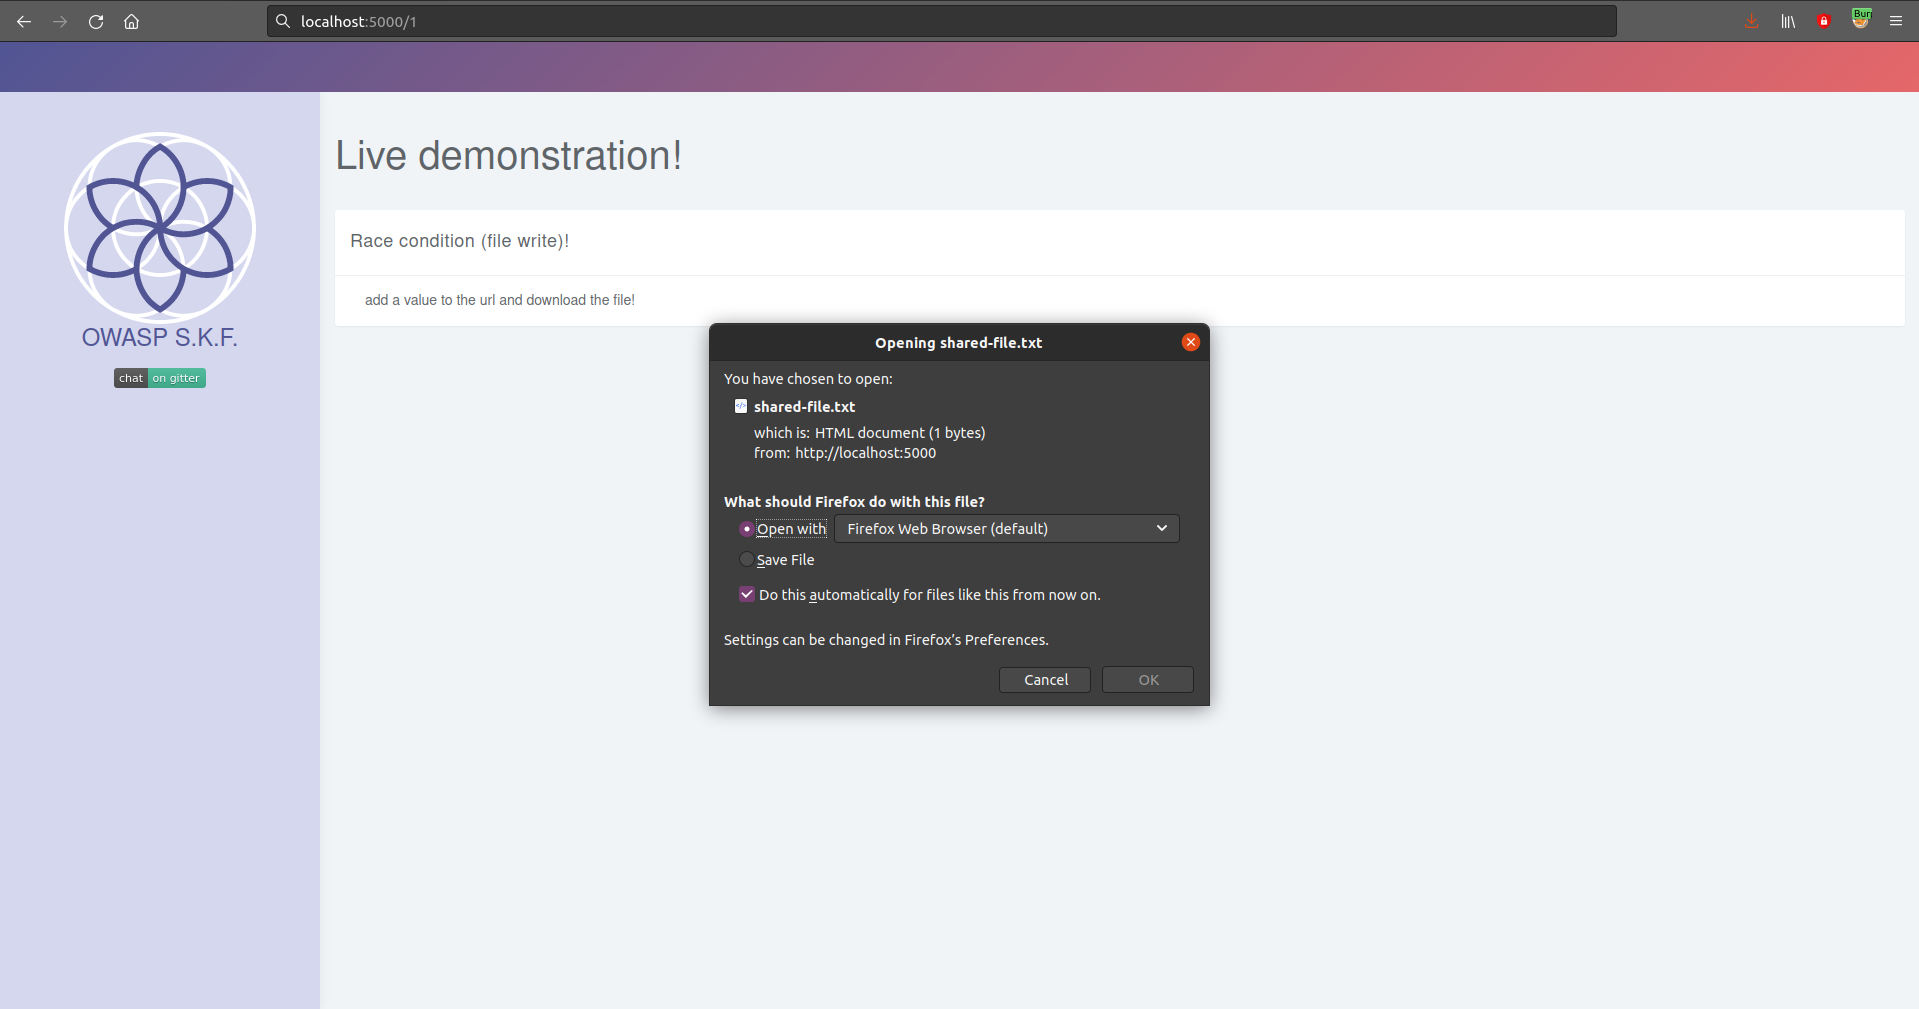 localhost:5000/1
Bur
Live demonstration!
Race condition (file write)!
add a value to the url and download the file!
OWASP S.K.F.
chat on gitter
Opening shared-file.txt
You have chosen to open:
shared-file.txt
which is: HTML document (1 bytes)
from: http://localhost:5000
What should Firefox do with this file?
Open with Firefox Web Browser (default)
Save File
Do this automatically for files like this from now on.
Settings can be changed in Firefox’s Preferences.
Cancel OK